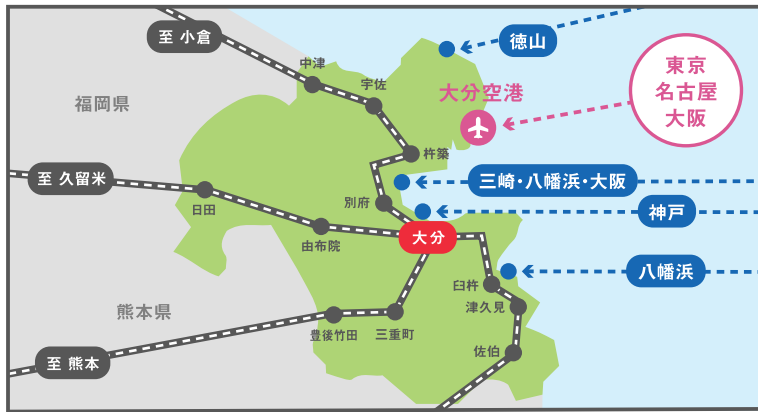 至 小倉
徳山
中津
宇佐
大分空港
東京
名古屋
大阪
福岡県
杵築
至 久留米
三崎・八幡浜・大阪
日田
別府
神戸
大分
由布院
八幡浜
臼杵
津久見
熊本県
豊後竹田
三重町
佐伯
至 熊本